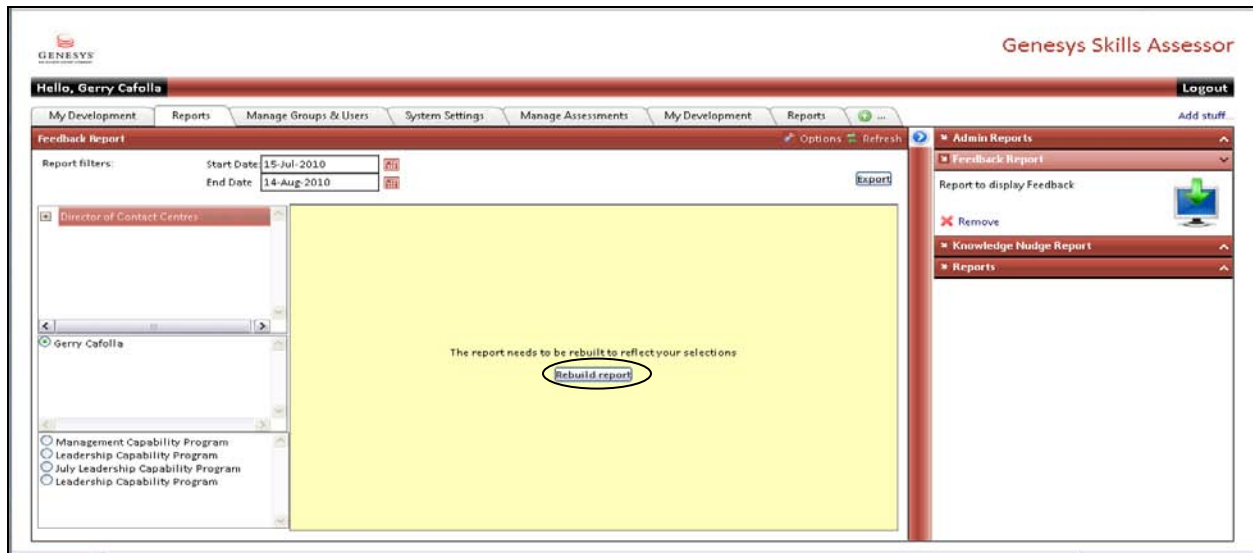 GENESYS
Genesys Skills Assessor
Hello, Gerry Cafolla
Logout
My Development Reports Manage Groups & Users System Settings Manage Assessments My Development Reports ...
Add stuff...
Feedback Report
Options Refresh
Report filters:
Start Date 15-Jul-2010
End Date 14-Aug-2010
Export
Director of Contact Centres
Gerry Cafolla
Management Capability Program
Leadership Capability Program
July Leadership Capability Program
Leadership Capability Program
The report needs to be rebuilt to reflect your selections
Rebuild report
Admin Reports
Feedback Report
Report to display Feedback
Remove
Knowledge Nudge Report
Reports